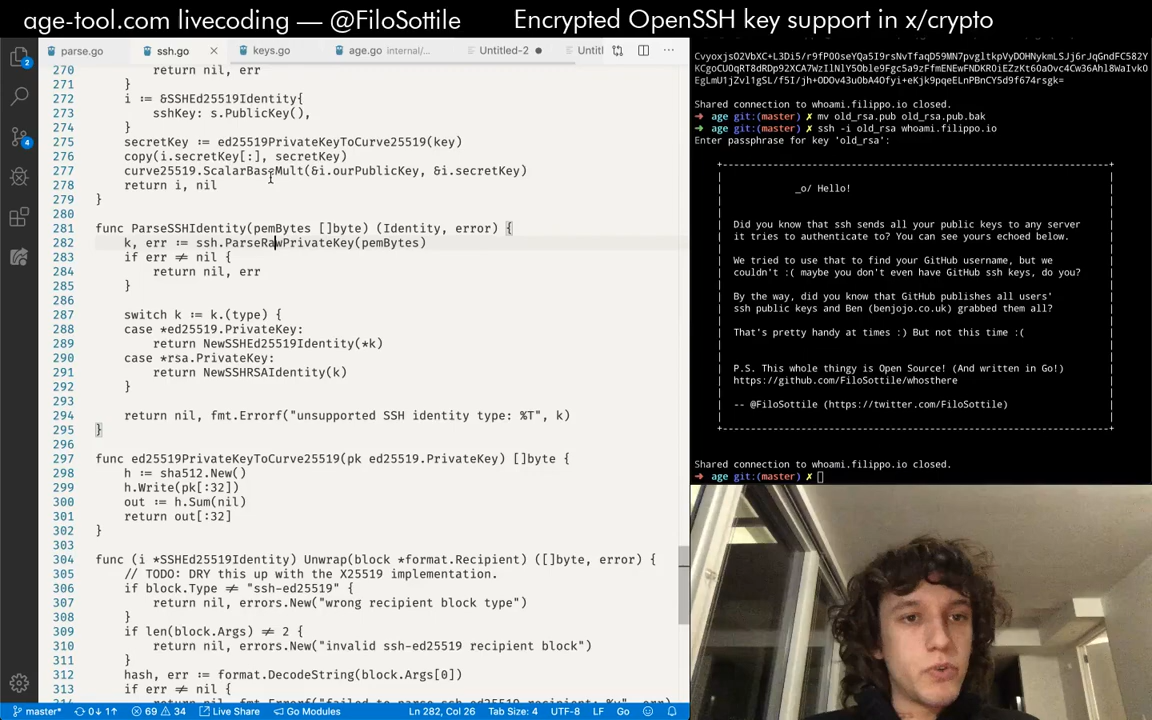 age-tool.com livecoding — @FiloSottile
Encrypted OpenSSH key support in x/crypto
parse.go
ssh.go
keys.go
age.go internal/...
Untitled-2
Untitl
270 return nil, err
271 }
272 i := &SSHEd25519Identity{
273 sshKey: s.PublicKey(),
274 }
275 secretKey := ed25519PrivateKeyToCurve25519(key)
276 copy(i.secretKey[:], secretKey)
277 curve25519.ScalarBaseMult(&i.ourPublicKey, &i.secretKey)
278 return i, nil
279 }
280
281 func ParseSSHIdentity(pemBytes []byte) (Identity, error) {
282 k, err := ssh.ParseRawPrivateKey(pemBytes)
283 if err ≠ nil {
284 return nil, err
285 }
286
287 switch k := k.(type) {
288 case *ed25519.PrivateKey:
289 return NewSSHEd25519Identity(*k)
290 case *rsa.PrivateKey:
291 return NewSSHRSAIdentity(k)
292 }
293
294 return nil, fmt.Errorf("unsupported SSH identity type: %T", k)
295 }
296
297 func ed25519PrivateKeyToCurve25519(pk ed25519.PrivateKey) []byte {
298 h := sha512.New()
299 h.Write(pk[:32])
300 out := h.Sum(nil)
301 return out[:32]
302 }
303
304 func (i *SSHEd25519Identity) Unwrap(block *format.Recipient) ([]byte, error) {
305 // TODO: DRY this up with the X25519 implementation.
306 if block.Type ≠ "ssh-ed25519" {
307 return nil, errors.New("wrong recipient block type")
308 }
309 if len(block.Args) ≠ 2 {
310 return nil, errors.New("invalid ssh-ed25519 recipient block")
311 }
312 hash, err := format.DecodeString(block.Args[0])
313 if err ≠ nil {
master* 0↓ 1↑ 69 34 Live Share Go Modules Ln 282, Col 26 Tab Size: 4 UTF-8 LF Go
Shared connection to whoami.filippo.io closed.
➜ age git:(master) ✗ mv old_rsa.pub old_rsa.pub.bak
➜ age git:(master) ✗ ssh -i old_rsa whoami.filippo.io
Enter passphrase for key 'old_rsa':
_o/ Hello!
Did you know that ssh sends all your public keys to any server
it tries to authenticate to? You can see yours echoed below.
We tried to use that to find your GitHub username, but we
couldn't :( maybe you don't even have GitHub ssh keys, do you?
By the way, did you know that GitHub publishes all users'
ssh public keys and Ben (benjojo.co.uk) grabbed them all?
That's pretty handy at times :) But not this time :(
P.S. This whole thingy is Open Source! (And written in Go!)
https://github.com/FiloSottile/whosthere
-- @FiloSottile (https://twitter.com/FiloSottile)
Shared connection to whoami.filippo.io closed.
➜ age git:(master) ✗